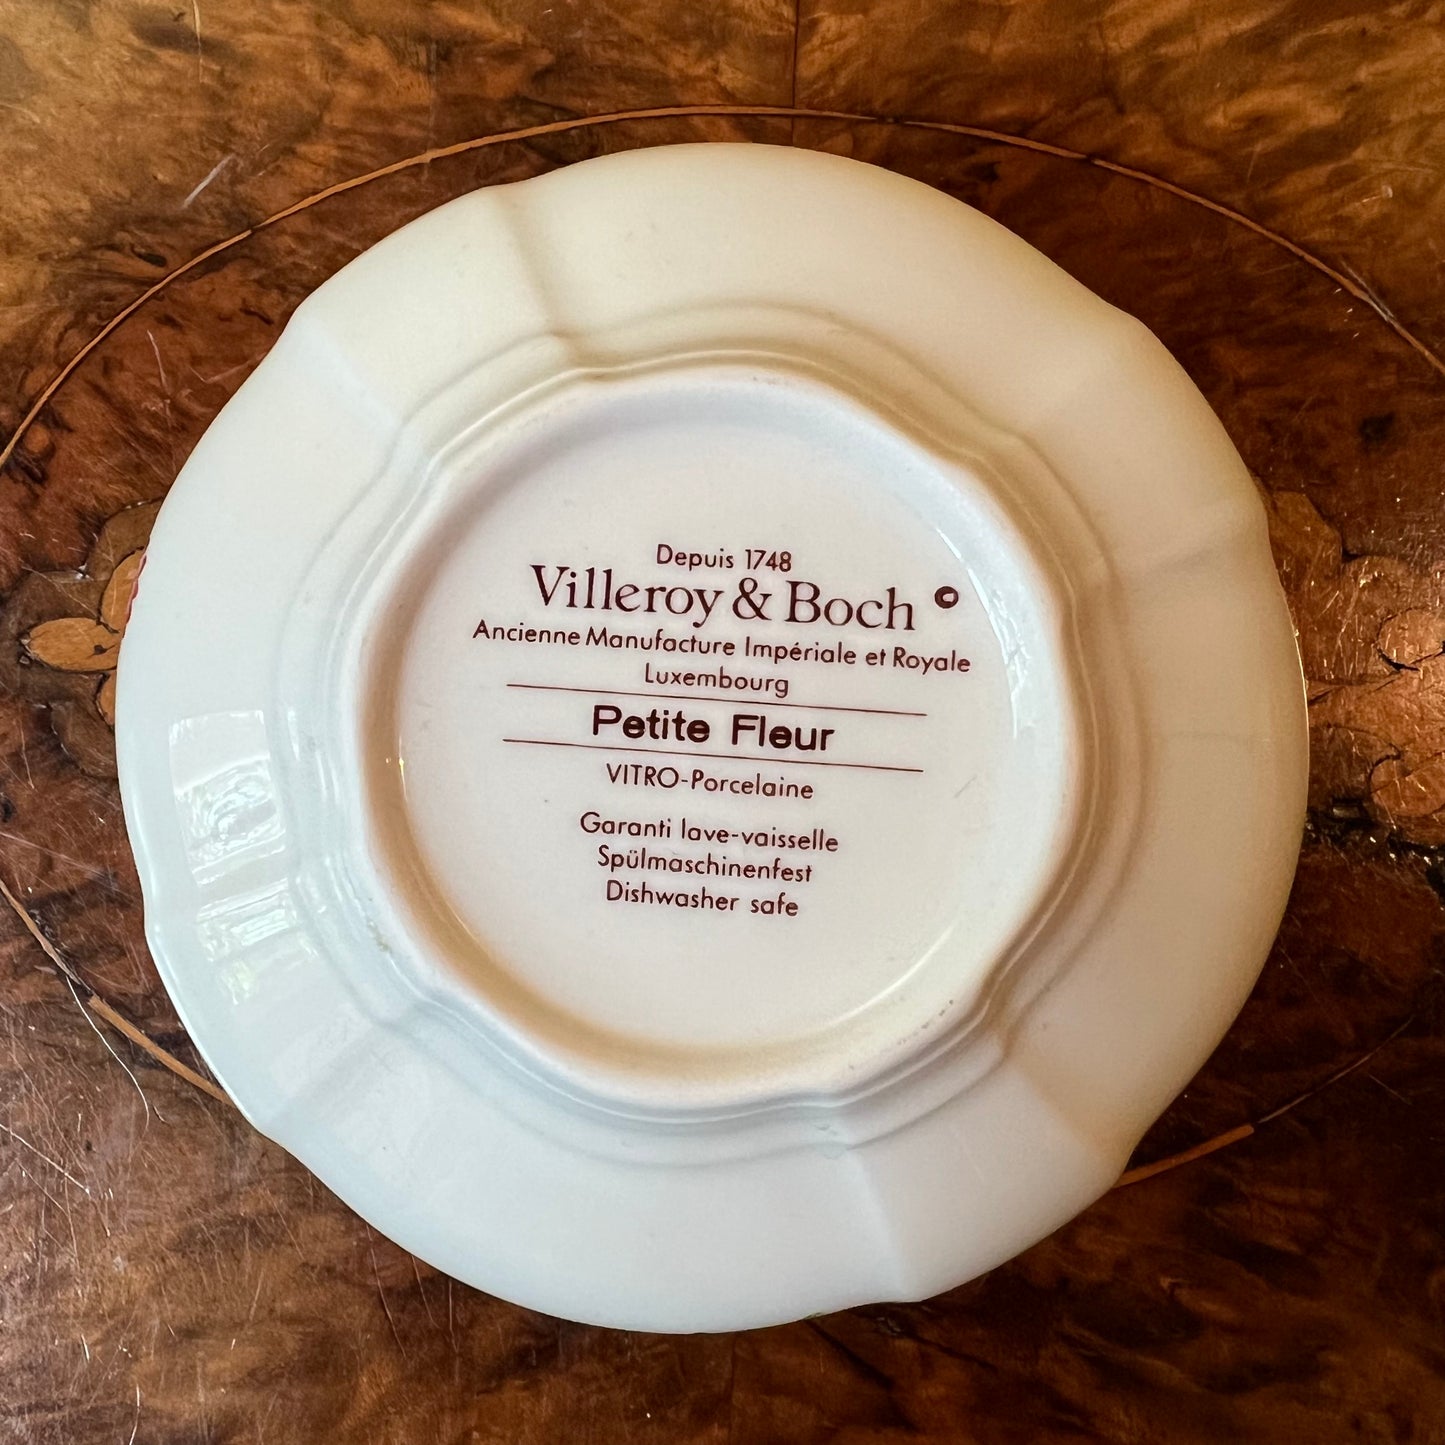 Depuis 1748
Villeroy & Boch ©
Ancienne Manufacture Impériale et Royale
Luxembourg
Petite Fleur
VITRO-Porcelaine
Garanti lave-vaisselle
Spülmaschinenfest
Dishwasher safe